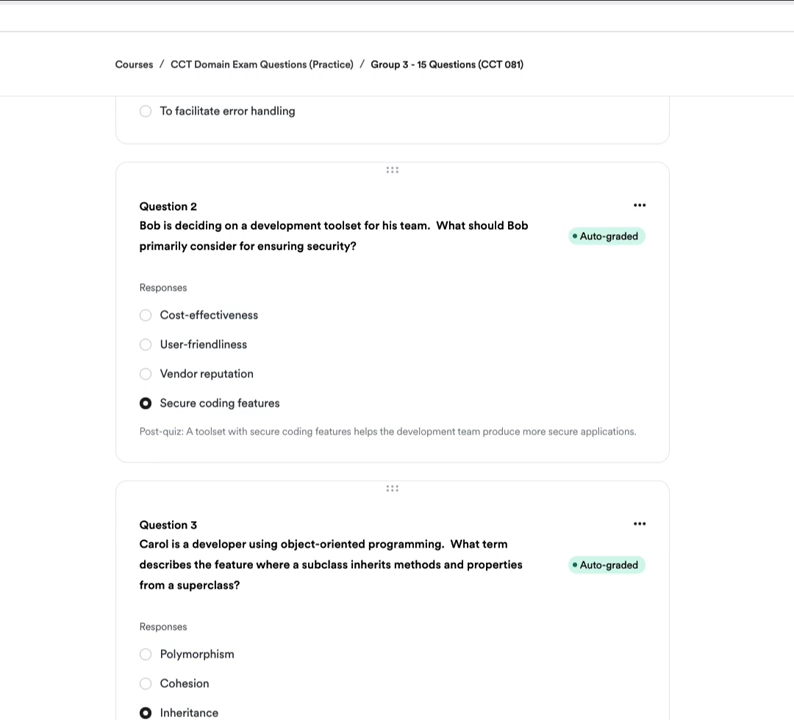 Courses / CCT Domain Exam Questions (Practice) / Group 3 - 15 Questions (CCT 081)
To facilitate error handling
Question 2
Bob is deciding on a development toolset for his team.  What should Bob
primarily consider for ensuring security?
Auto-graded
Responses
Cost-effectiveness
User-friendliness
Vendor reputation
Secure coding features
Post-quiz: A toolset with secure coding features helps the development team produce more secure applications.
Question 3
Carol is a developer using object-oriented programming.  What term
describes the feature where a subclass inherits methods and properties
from a superclass?
Auto-graded
Responses
Polymorphism
Cohesion
Inheritance